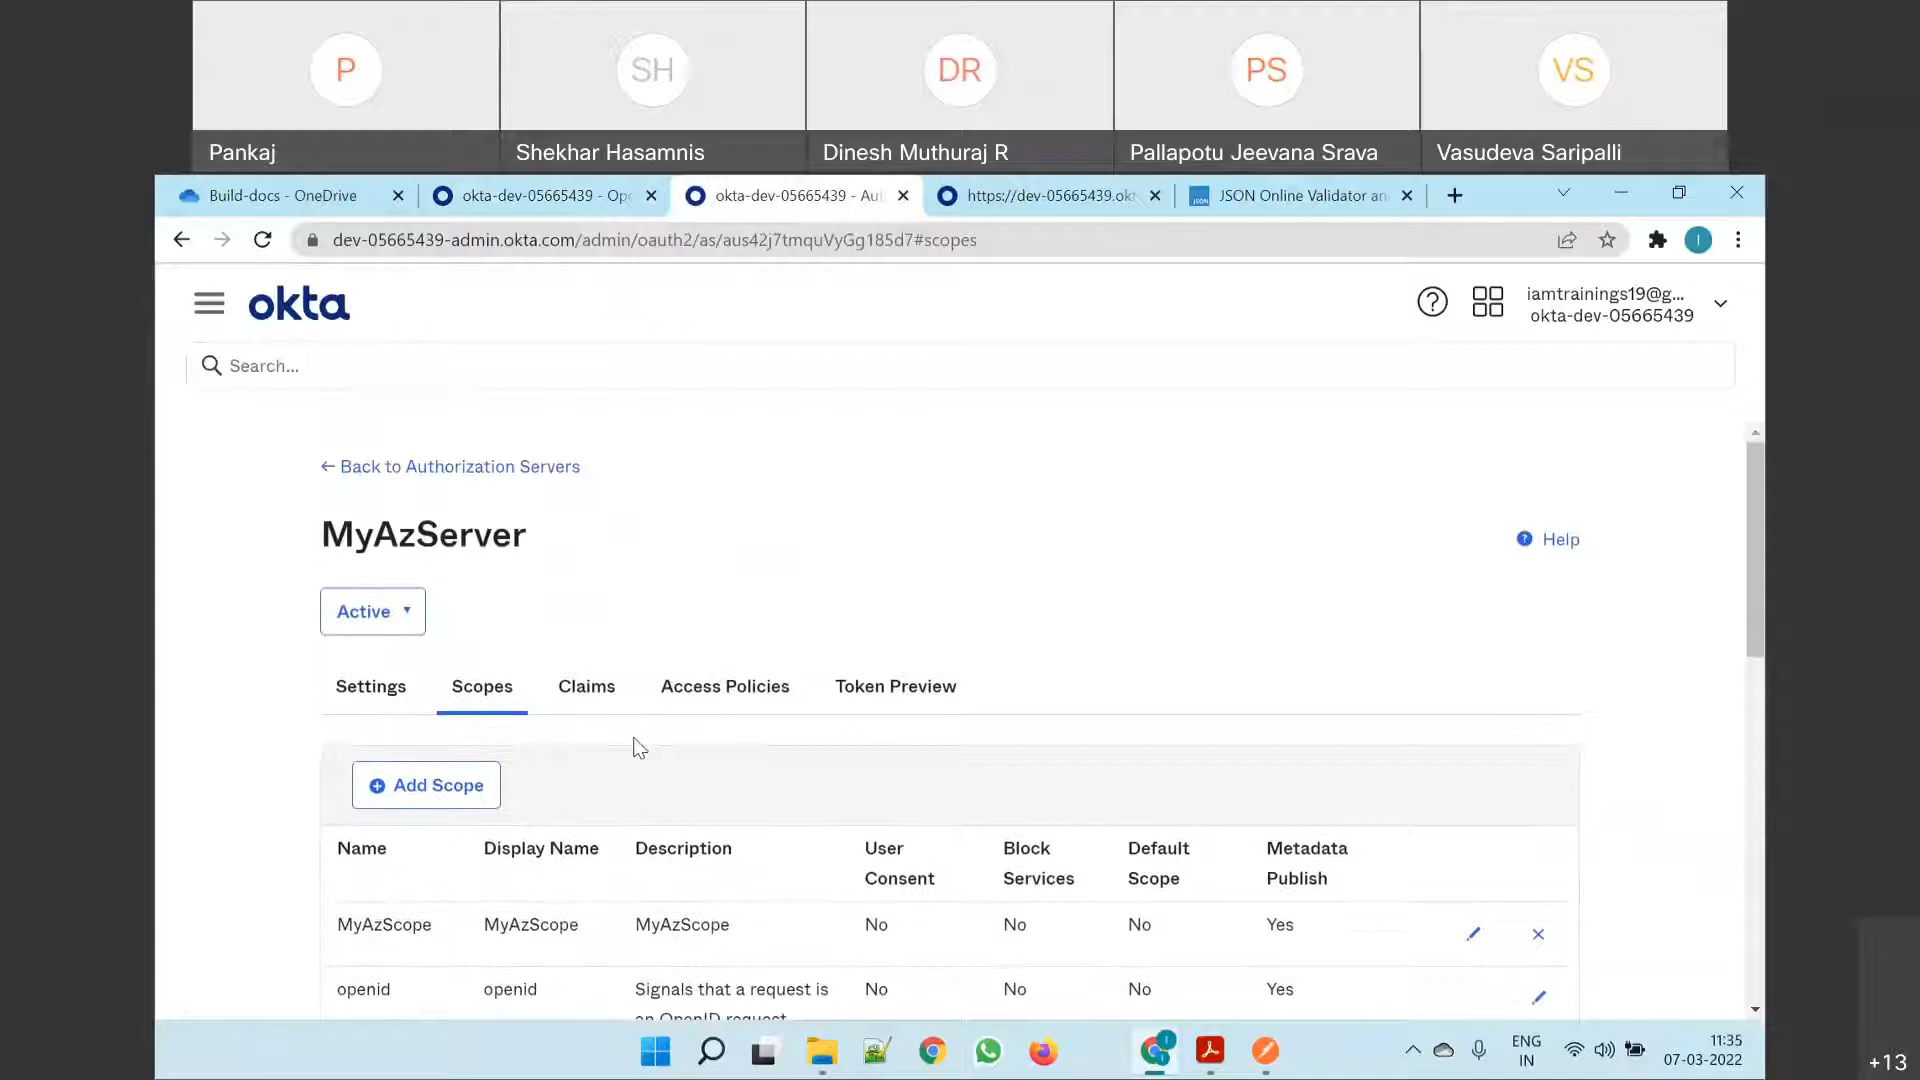 P
SH
DR
PS
VS
Pankaj
Shekhar Hasamnis
Dinesh Muthuraj R
Pallapotu Jeevana Srava
Vasudeva Saripalli
Build-docs - OneDrive
okta-dev-05665439 - Op
okta-dev-05665439 - Au
https://dev-05665439.okt
JSON Online Validator an
dev-05665439-admin.okta.com/admin/oauth2/as/aus42j7tmquVyGg185d7#scopes
I
okta
iamtrainings19@g...
okta-dev-05665439
Search...
← Back to Authorization Servers
MyAzServer
Help
Active
Settings
Scopes
Claims
Access Policies
Token Preview
Add Scope
Name
Display Name
Description
User Consent
Block Services
Default Scope
Metadata Publish
MyAzScope
MyAzScope
MyAzScope
No
No
No
Yes
openid
openid
Signals that a request is
an OpenID request
No
No
No
Yes
ENG
IN
11:35
07-03-2022
+13